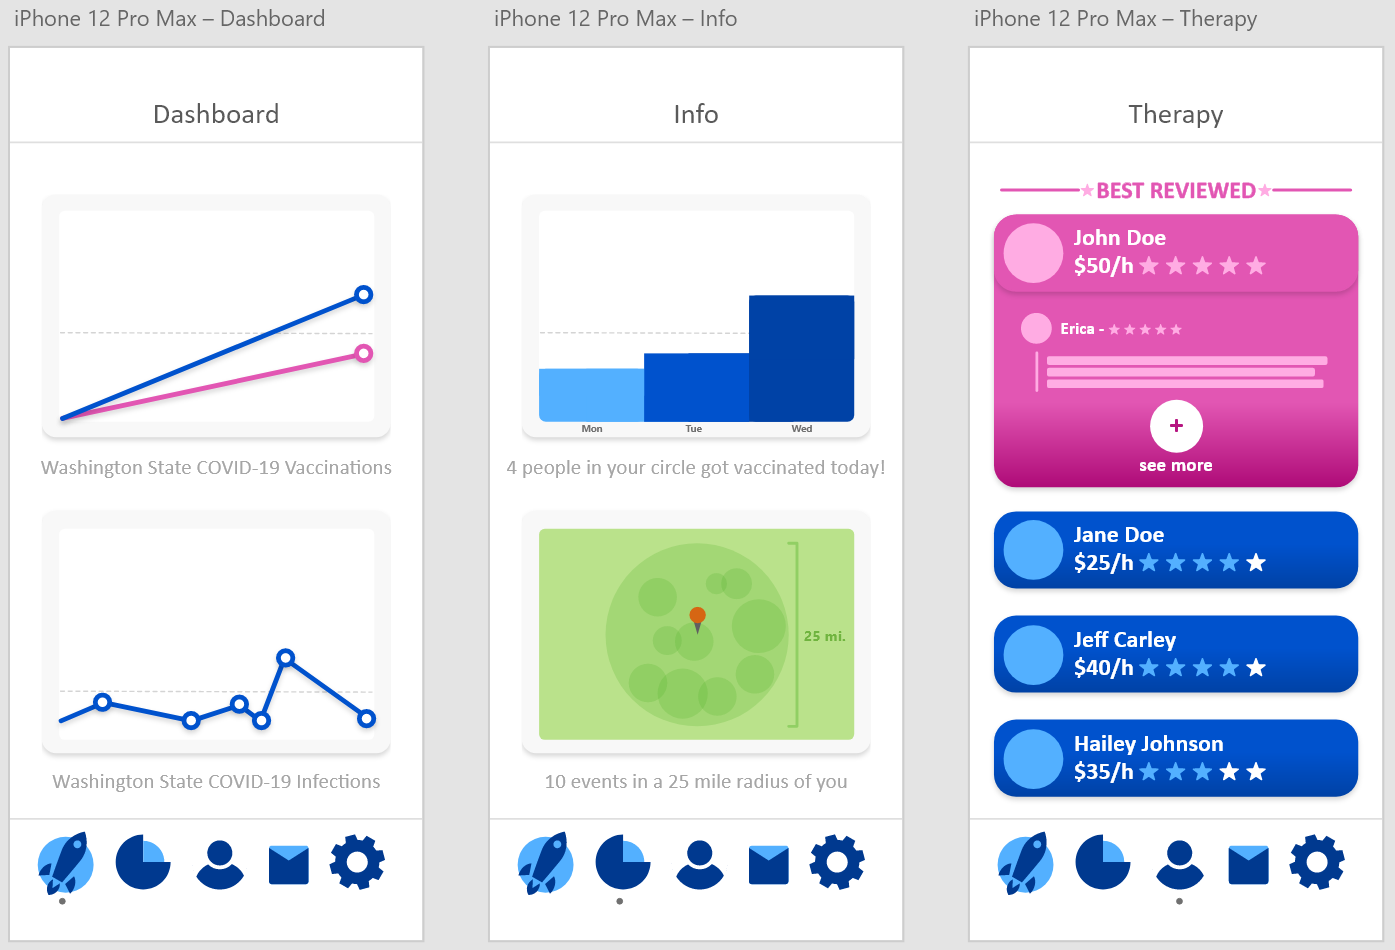 iPhone 12 Pro Max – Dashboard
Dashboard
Washington State COVID-19 Vaccinations
Washington State COVID-19 Infections
iPhone 12 Pro Max – Info
Info
Mon
Tue
Wed
4 people in your circle got vaccinated today!
25 mi.
10 events in a 25 mile radius of you
iPhone 12 Pro Max – Therapy
Therapy
BEST REVIEWED
John Doe
$50/h
Erica -
+
see more
Jane Doe
$25/h
Jeff Carley
$40/h
Hailey Johnson
$35/h